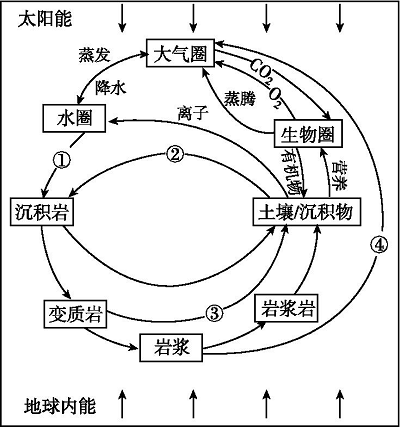 太阳能
大气圈
蒸发
降水
CO2
O2
蒸腾
水圈
离子
生物圈
①
②
有机物
营养
沉积岩
土壤/沉积物
④
③
变质岩
岩浆岩
岩浆
地球内能